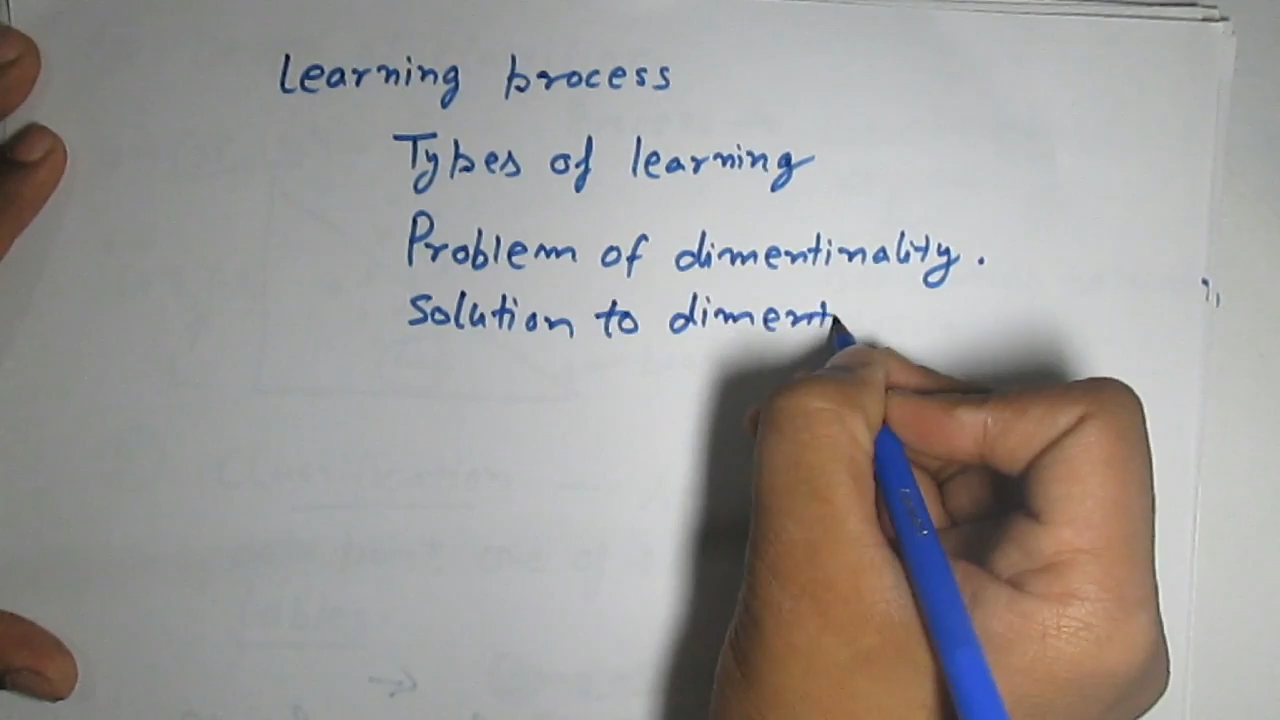 Learning process
Types of learning
Problem of dimentinality.
Solution to diment